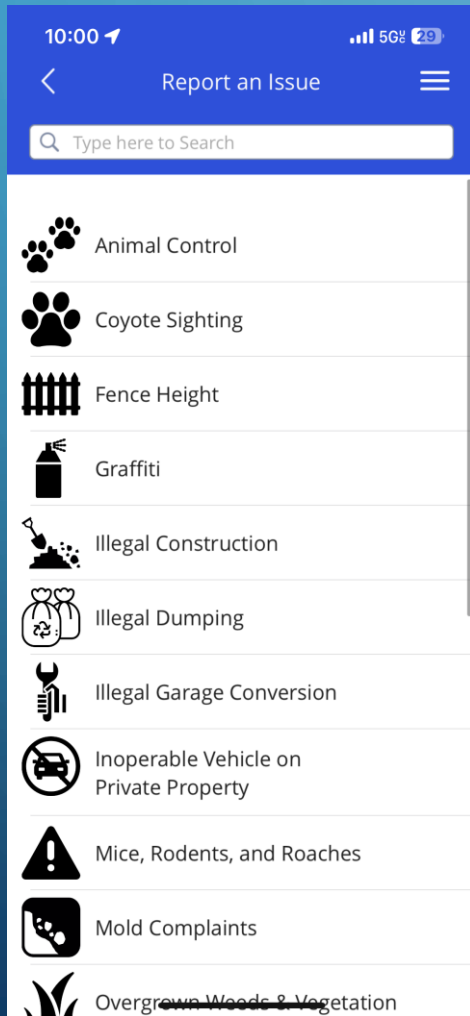 10:00
5G 29
Report an Issue
Type here to Search
Animal Control
Coyote Sighting
Fence Height
Graffiti
Illegal Construction
Illegal Dumping
Illegal Garage Conversion
Inoperable Vehicle on
Private Property
Mice, Rodents, and Roaches
Mold Complaints
Overgrown Weeds & Vegetation